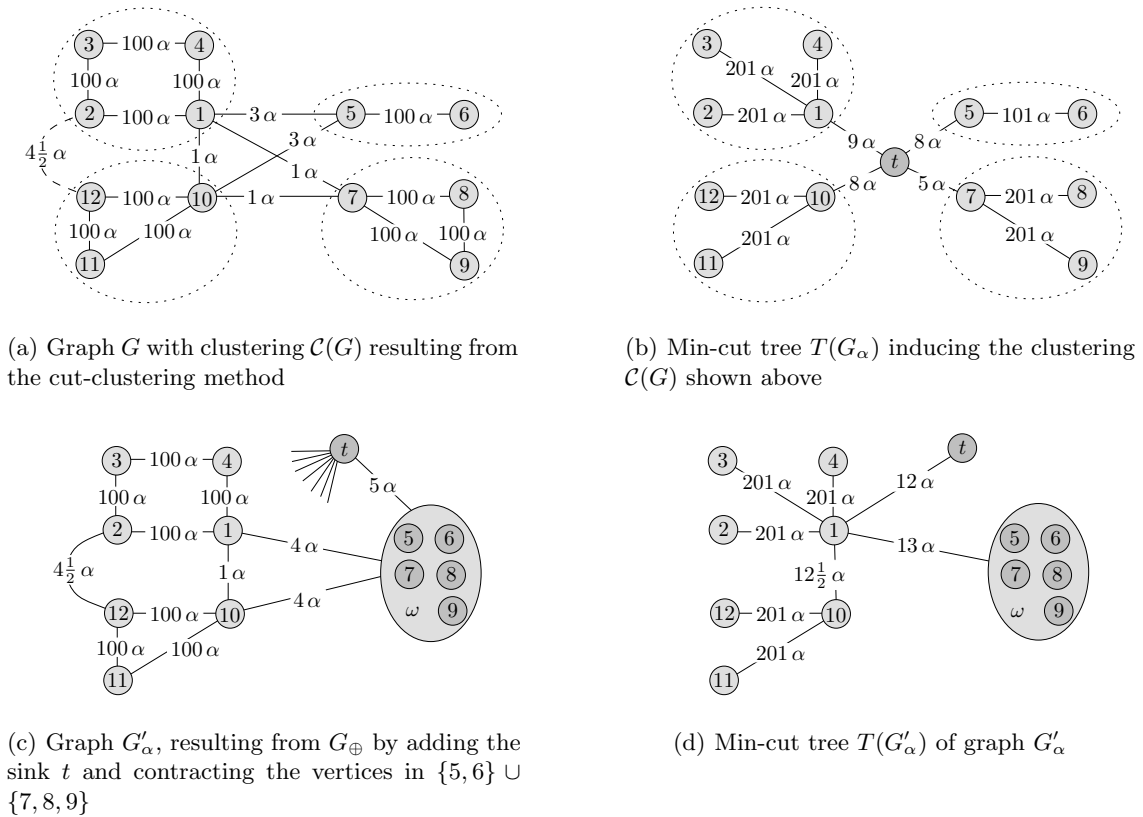 3 100 α 4
100 α 100 α
2 100 α 1 3 α 5 100 α 6
4½ α 1 α 3 α 1 α
12 100 α 10 1 α 7 100 α 8
100 α 100 α 100 α 100 α
11 9
(a) Graph G with clustering C(G) resulting from
the cut-clustering method
3 4
201 α 201 α
2 201 α 1 5 101 α 6
9 α 8 α
t
8 α 5 α
12 201 α 10 7 201 α 8
201 α 201 α
11 9
(b) Min-cut tree T(Gα) inducing the clustering
C(G) shown above
3 100 α 4 t
100 α 100 α 5 α
2 100 α 1 5 6
4½ α 1 α 4 α 7 8
12 100 α 10 4 α ω 9
100 α 100 α
11
(c) Graph G′α, resulting from G⊕ by adding the
sink t and contracting the vertices in {5, 6} ∪
{7, 8, 9}
3 4 t
201 α 201 α 12 α
2 201 α 1 13 α 5 6
12½ α 7 8
12 201 α 10 ω 9
201 α
11
(d) Min-cut tree T(G′α) of graph G′α